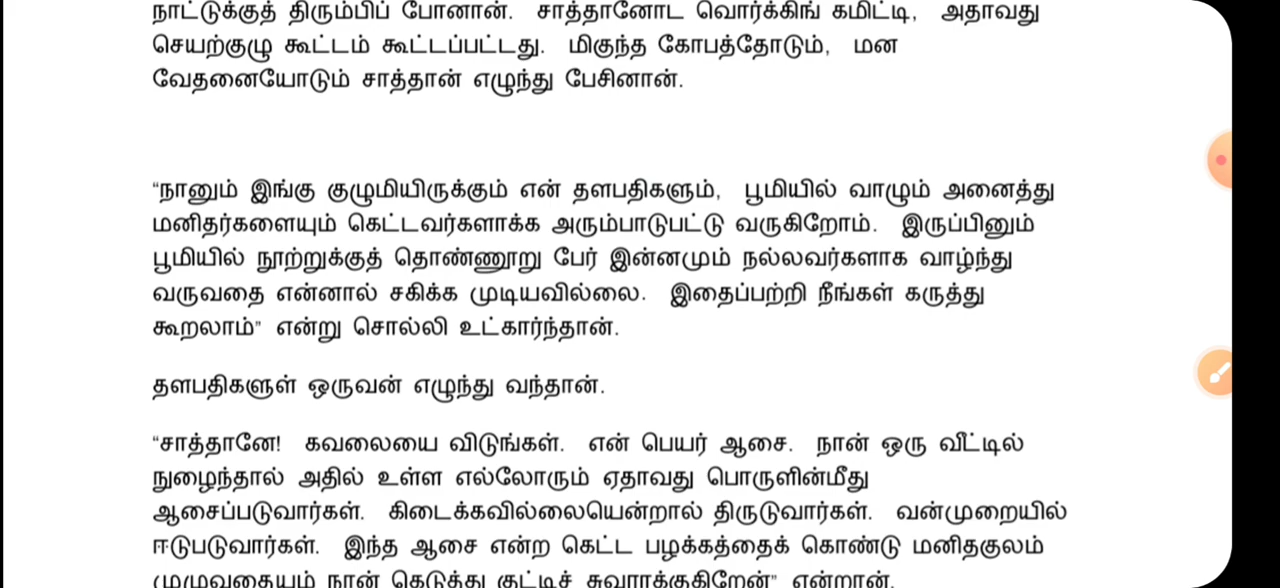 நாட்டுக்குத் திரும்பிப் போனான். சாத்தானோட வொர்க்கிங் கமிட்டி, அதாவது
செயற்குழு கூட்டம் கூட்டப்பட்டது. மிகுந்த கோபத்தோடும், மன
வேதனையோடும் சாத்தான் எழுந்து பேசினான்.
“நானும் இங்கு குழுமியிருக்கும் என் தளபதிகளும், பூமியில் வாழும் அனைத்து
மனிதர்களையும் கெட்டவர்களாக்க அரும்பாடுபட்டு வருகிறோம். இருப்பினும்
பூமியில் நூற்றுக்குத் தொண்ணூறு பேர் இன்னமும் நல்லவர்களாக வாழ்ந்து
வருவதை என்னால் சகிக்க முடியவில்லை. இதைப்பற்றி நீங்கள் கருத்து
கூறலாம்” என்று சொல்லி உட்கார்ந்தான்.
தளபதிகளுள் ஒருவன் எழுந்து வந்தான்.
“சாத்தானே! கவலையை விடுங்கள். என் பெயர் ஆசை. நான் ஒரு வீட்டில்
நுழைந்தால் அதில் உள்ள எல்லோரும் ஏதாவது பொருளின்மீது
ஆசைப்படுவார்கள். கிடைக்கவில்லையென்றால் திருடுவார்கள். வன்முறையில்
ஈடுபடுவார்கள். இந்த ஆசை என்ற கெட்ட பழக்கத்தைக் கொண்டு மனிதகுலம்
முழுவதையும் நான் கெடுத்து குட்டிச் சுவராக்குகிறேன்” என்றான்.